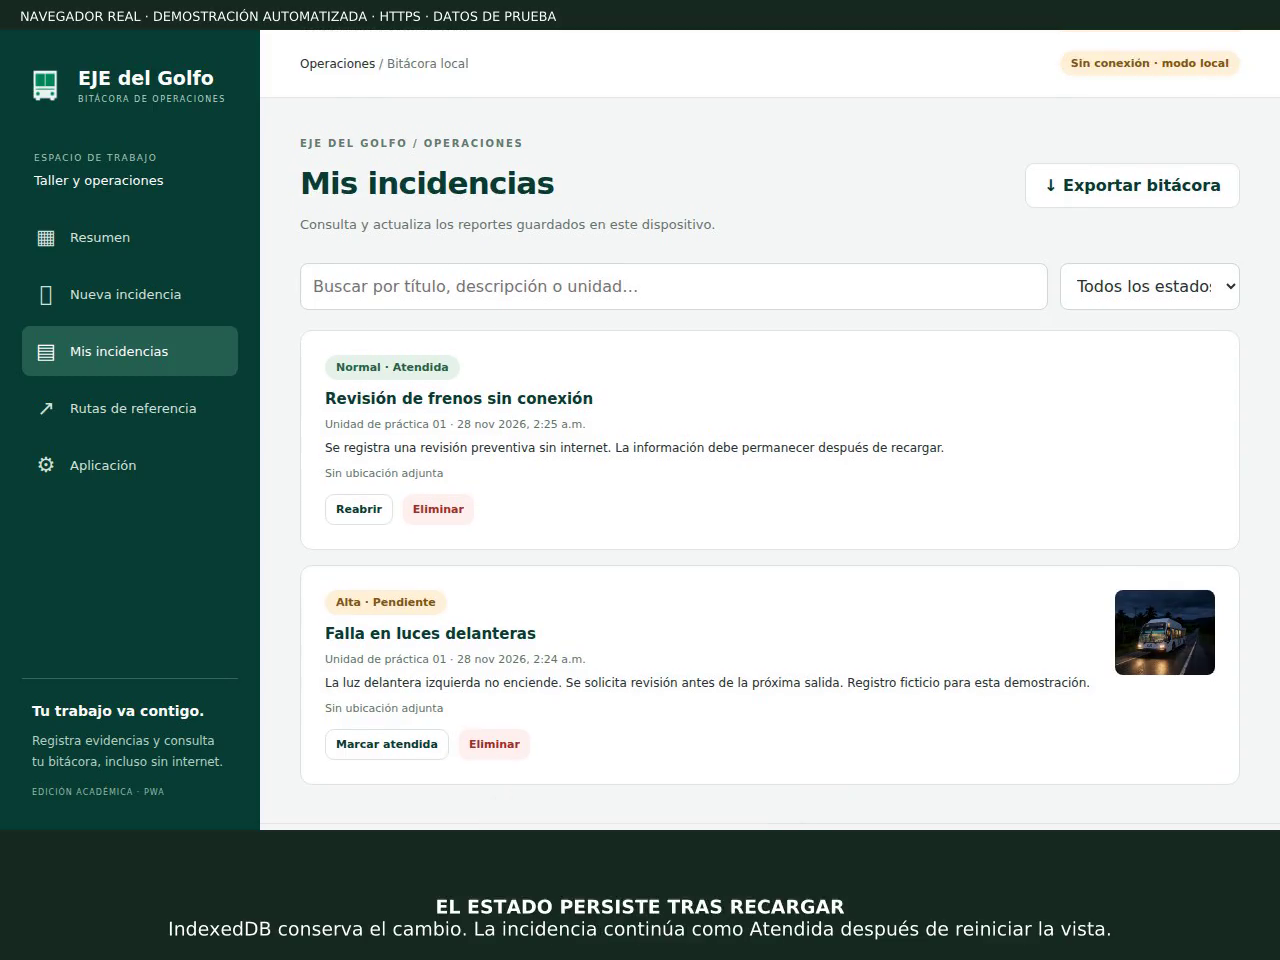 NAVEGADOR REAL · DEMOSTRACIÓN AUTOMATIZADA · HTTPS · DATOS DE PRUEBA
EJE del Golfo
BITÁCORA DE OPERACIONES
ESPACIO DE TRABAJO
Taller y operaciones
Resumen
Nueva incidencia
Mis incidencias
Rutas de referencia
Aplicación
Tu trabajo va contigo.
Registra evidencias y consulta
tu bitácora, incluso sin internet.
EDICIÓN ACADÉMICA · PWA
Operaciones / Bitácora local
Sin conexión · modo local
EJE DEL GOLFO / OPERACIONES
Mis incidencias
↓ Exportar bitácora
Consulta y actualiza los reportes guardados en este dispositivo.
Buscar por título, descripción o unidad...
Todos los estados
Normal · Atendida
Revisión de frenos sin conexión
Unidad de práctica 01 · 28 nov 2026, 2:25 a.m.
Se registra una revisión preventiva sin internet. La información debe permanecer después de recargar.
Sin ubicación adjunta
Reabrir
Eliminar
Alta · Pendiente
Falla en luces delanteras
Unidad de práctica 01 · 28 nov 2026, 2:24 a.m.
La luz delantera izquierda no enciende. Se solicita revisión antes de la próxima salida. Registro ficticio para esta demostración.
Sin ubicación adjunta
Marcar atendida
Eliminar
EL ESTADO PERSISTE TRAS RECARGAR
IndexedDB conserva el cambio. La incidencia continúa como Atendida después de reiniciar la vista.